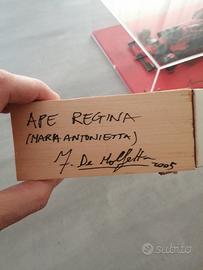 APE REGINA
(MARIA ANTONIETTA)
F. De Molfetta 2005
subito